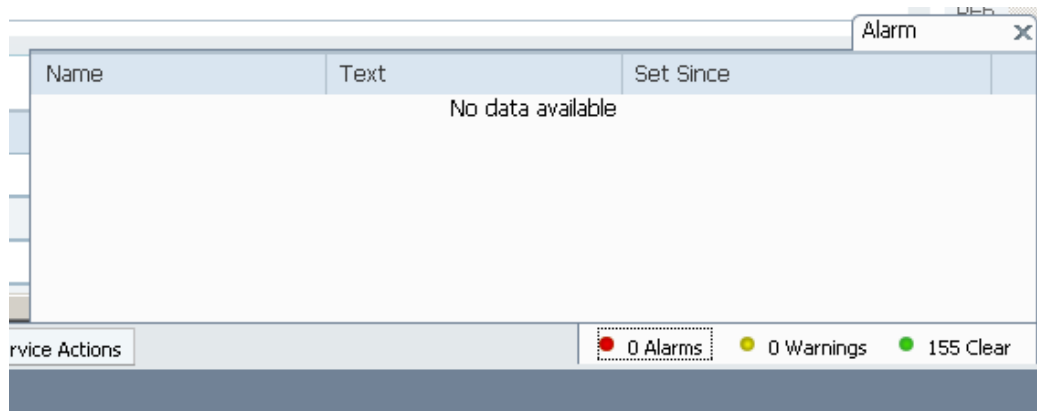 Alarm
Name Text Set Since
No data available
rvice Actions 0 Alarms 0 Warnings 155 Clear